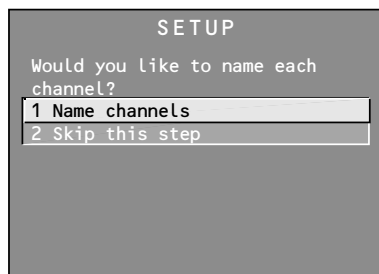 SETUP
Would you like to name each
channel?
1 Name channels
2 Skip this step